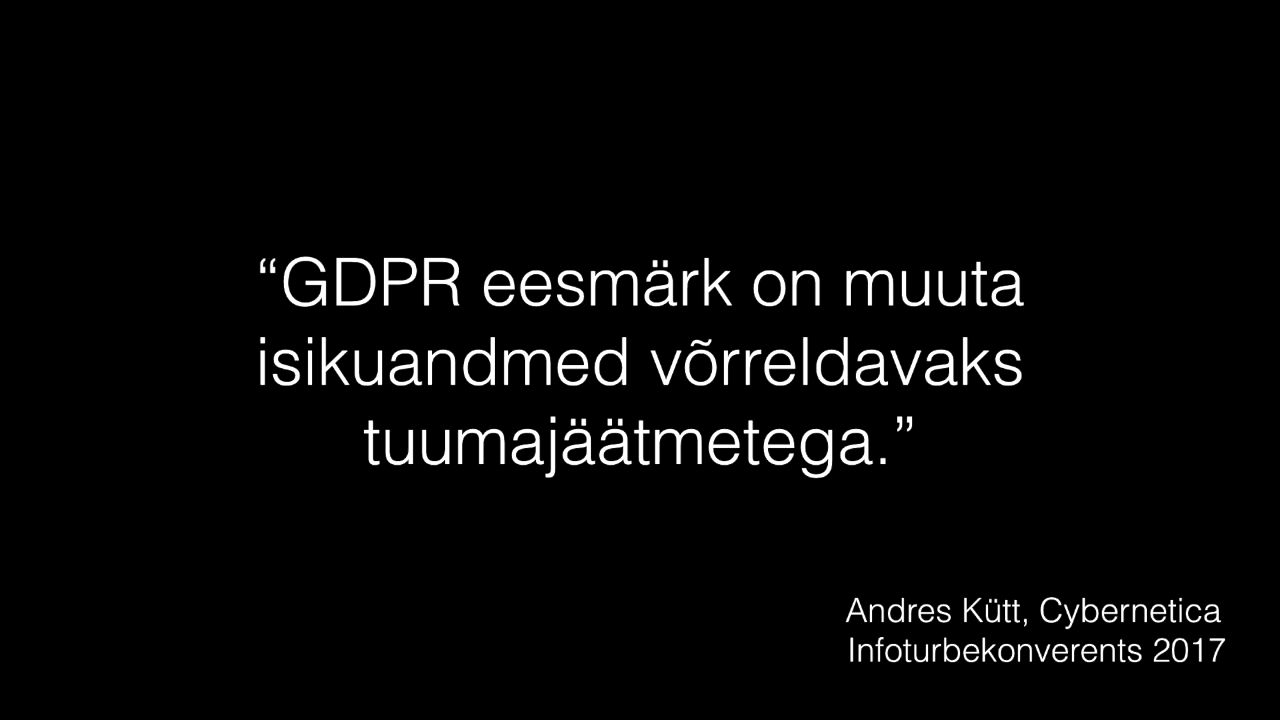 “GDPR eesmärk on muuta
isikuandmed võrreldavaks
tuumajäätmetega.”
Andres Kütt, Cybernetica
Infoturbekonverents 2017